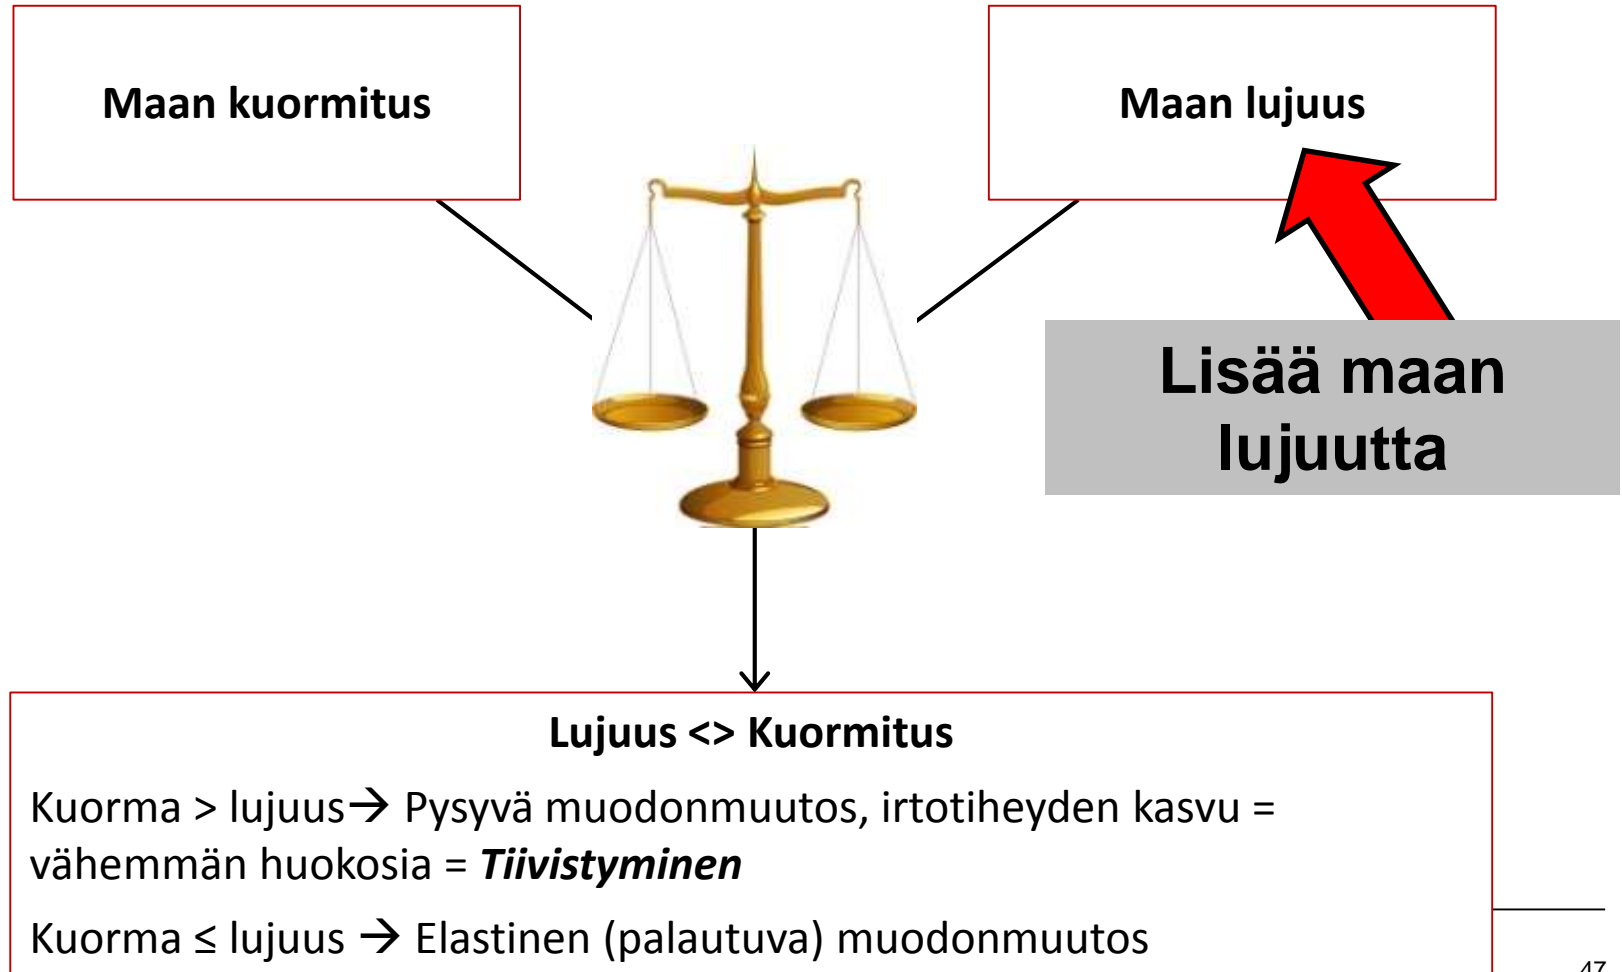 Maan kuormitus
Maan lujuus
Lisää maan
lujuutta
Lujuus <> Kuormitus
Kuorma > lujuus→ Pysyvä muodonmuutos, irtotiheyden kasvu =
vähemmän huokosia = Tiivistyminen
Kuorma ≤ lujuus → Elastinen (palautuva) muodonmuutos
47